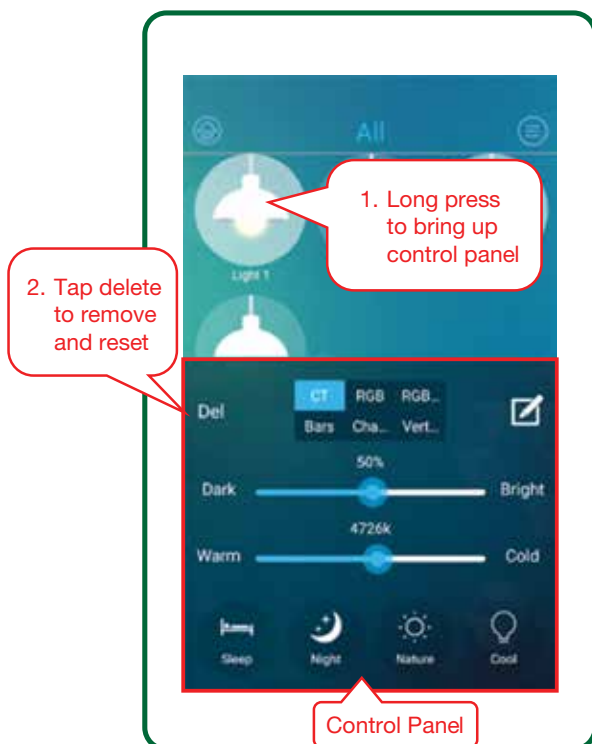 All
1. Long press
to bring up
control panel
Light 1
2. Tap delete
to remove
and reset
Del
CT RGB RGB...
Bars Cha... Vert...
50%
Dark Bright
4726k
Warm Cold
Sleep Night Nature Cool
Control Panel